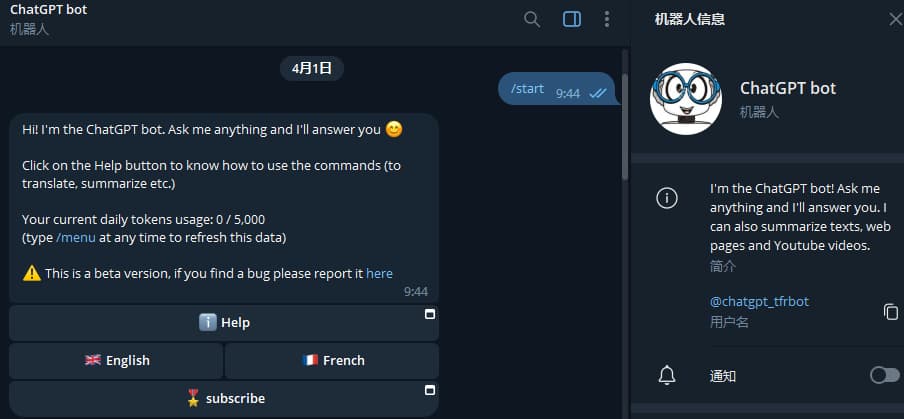 ChatGPT bot
机器人
4月1日
/start 9:44
Hi! I'm the ChatGPT bot. Ask me anything and I'll answer you 😊
Click on the Help button to know how to use the commands (to
translate, summarize etc.)
Your current daily tokens usage: 0 / 5,000
(type /menu at any time to refresh this data)
⚠️ This is a beta version, if you find a bug please report it here
9:44
ℹ️ Help
🇬🇧 English
🇫🇷 French
🎖️ subscribe
机器人信息
ChatGPT bot
机器人
I'm the ChatGPT bot! Ask me
anything and I'll answer you. I
can also summarize texts, web
pages and Youtube videos.
简介
@chatgpt_tfrbot
用户名
通知